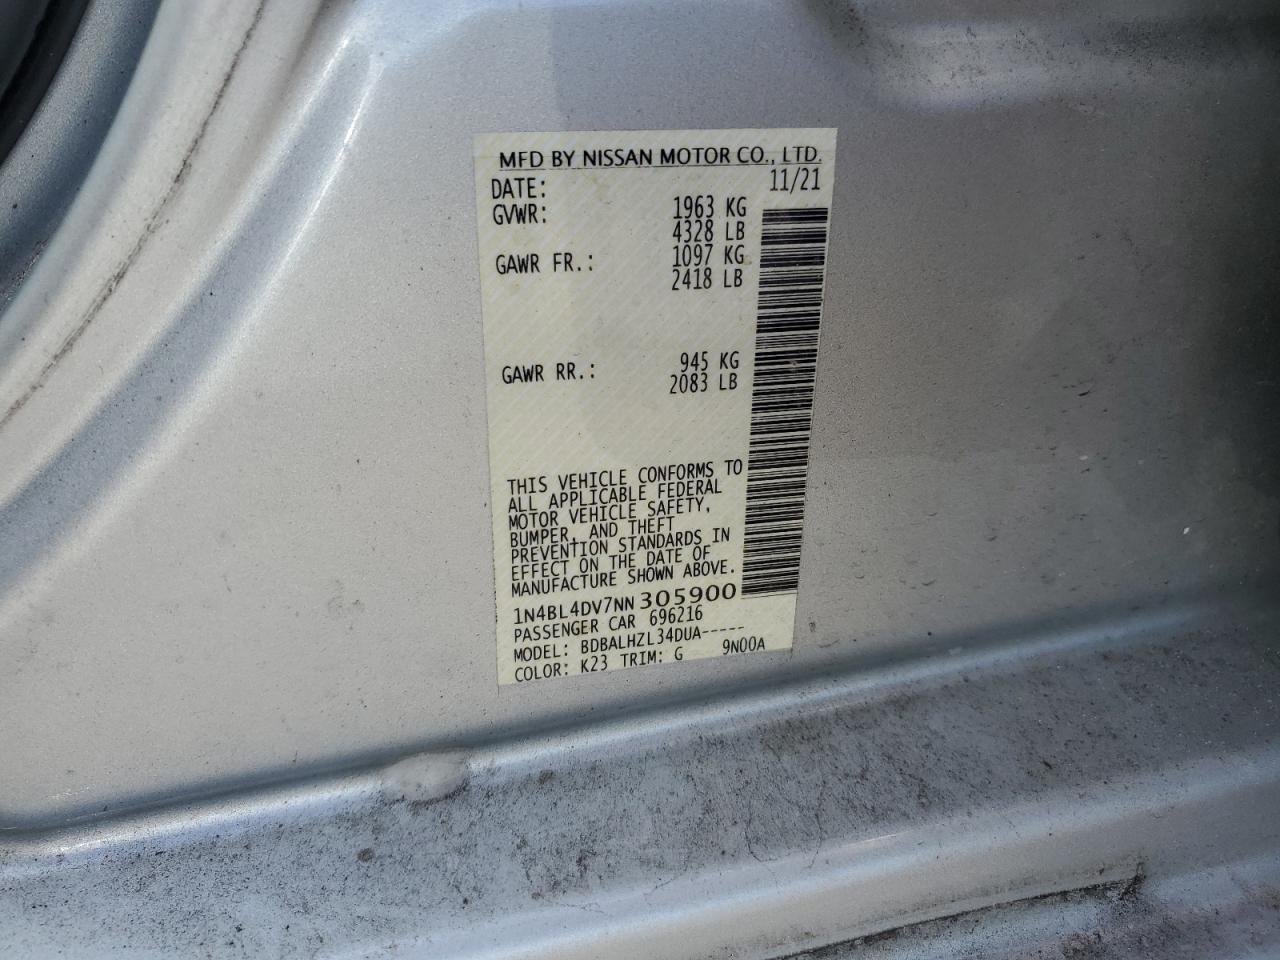 MFD BY NISSAN MOTOR CO., LTD.
DATE: 11/21
GVWR: 1963 KG
4328 LB
GAWR FR.: 1097 KG
2418 LB
GAWR RR.: 945 KG
2083 LB
THIS VEHICLE CONFORMS TO
ALL APPLICABLE FEDERAL
MOTOR VEHICLE SAFETY,
BUMPER, AND THEFT
PREVENTION STANDARDS IN
EFFECT ON THE DATE OF
MANUFACTURE SHOWN ABOVE.
1N4BL4DV7NN305900
PASSENGER CAR 696216
MODEL: BDBALHZL34DUA-----
COLOR: K23 TRIM: G 9N00A